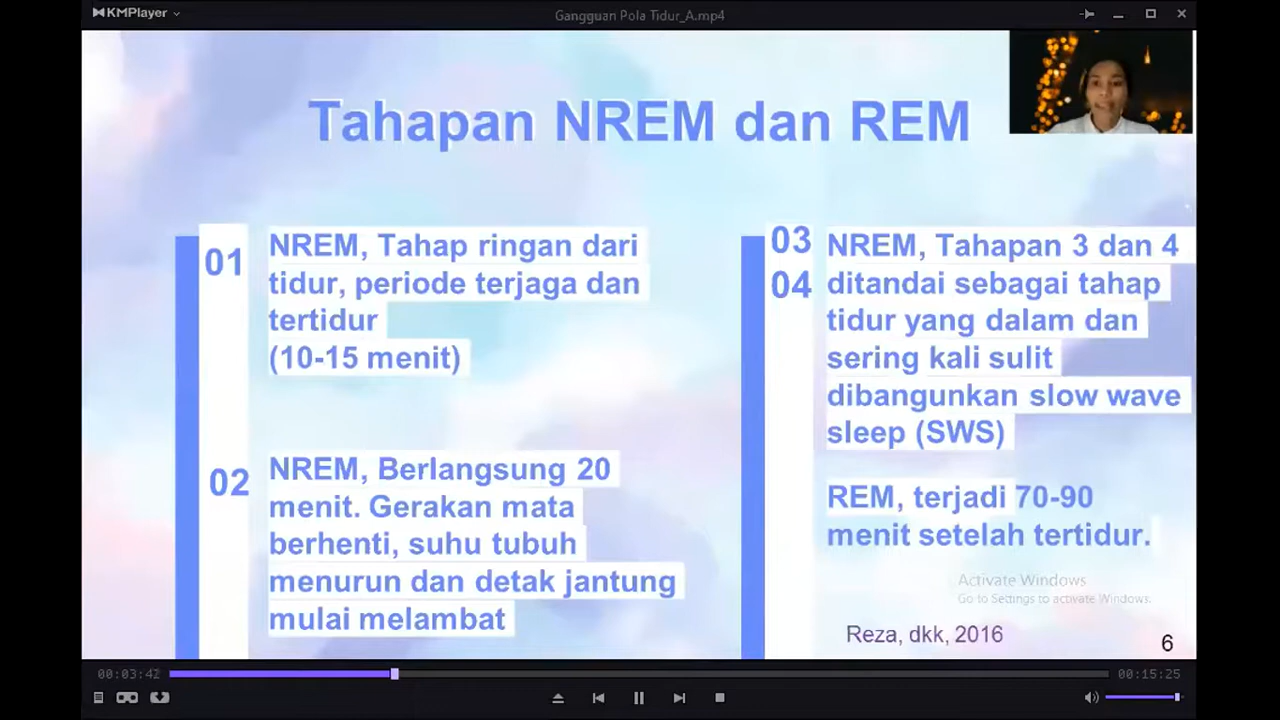 KMPlayer
Gangguan Pola Tidur_A.mp4
Tahapan NREM dan REM
01
NREM, Tahap ringan dari
tidur, periode terjaga dan
tertidur
(10-15 menit)
02
NREM, Berlangsung 20
menit. Gerakan mata
berhenti, suhu tubuh
menurun dan detak jantung
mulai melambat
03
04
NREM, Tahapan 3 dan 4
ditandai sebagai tahap
tidur yang dalam dan
sering kali sulit
dibangunkan slow wave
sleep (SWS)
REM, terjadi 70-90
menit setelah tertidur.
Activate Windows
Go to Settings to activate Windows.
Reza, dkk, 2016
6
00:03:42
00:15:25